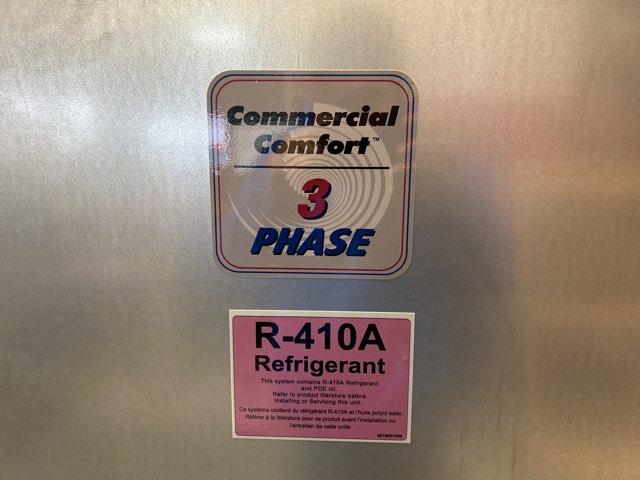 Commercial
Comfort™
3
PHASE
R-410A
Refrigerant
This system contains R-410A Refrigerant
and POE oil.
Refer to product literature before
Installing or Servicing this unit.
Ce système contient du réfrigérant R-410A et l'huile polyol ester.
Référer à la littérature pour ce produit avant l'installation ou
l'entretien de cette unité.